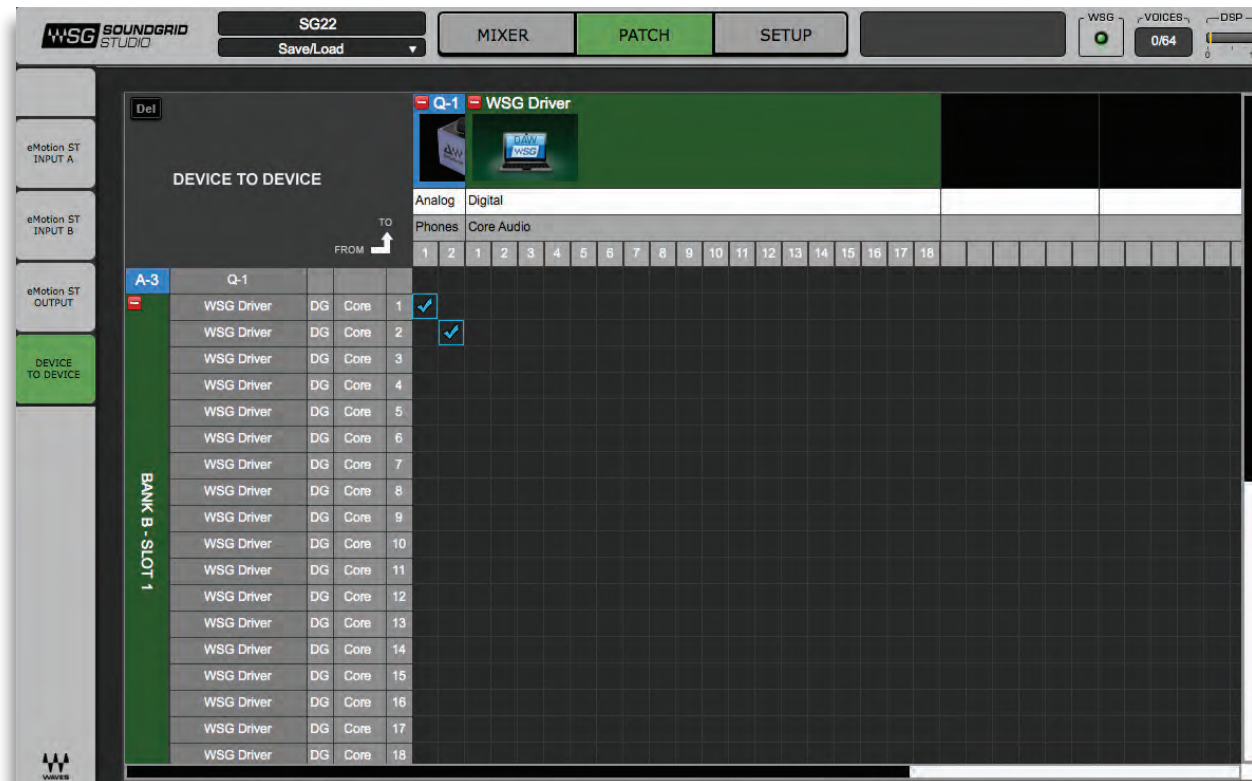 WSG SOUNDGRID STUDIO
SG22
Save/Load
MIXER
PATCH
SETUP
WSG
VOICES
0/64
DSP
0
Del
DEVICE TO DEVICE
TO
FROM
Q-1
WSG Driver
DAW
WSG
Analog
Digital
Phones
Core Audio
1 2 1 2 3 4 5 6 7 8 9 10 11 12 13 14 15 16 17 18
eMotion ST
INPUT A
eMotion ST
INPUT B
eMotion ST
OUTPUT
DEVICE
TO DEVICE
A-3 Q-1
BANK B - SLOT 1
WSG Driver DG Core 1
WSG Driver DG Core 2
WSG Driver DG Core 3
WSG Driver DG Core 4
WSG Driver DG Core 5
WSG Driver DG Core 6
WSG Driver DG Core 7
WSG Driver DG Core 8
WSG Driver DG Core 9
WSG Driver DG Core 10
WSG Driver DG Core 11
WSG Driver DG Core 12
WSG Driver DG Core 13
WSG Driver DG Core 14
WSG Driver DG Core 15
WSG Driver DG Core 16
WSG Driver DG Core 17
WSG Driver DG Core 18
WAVES